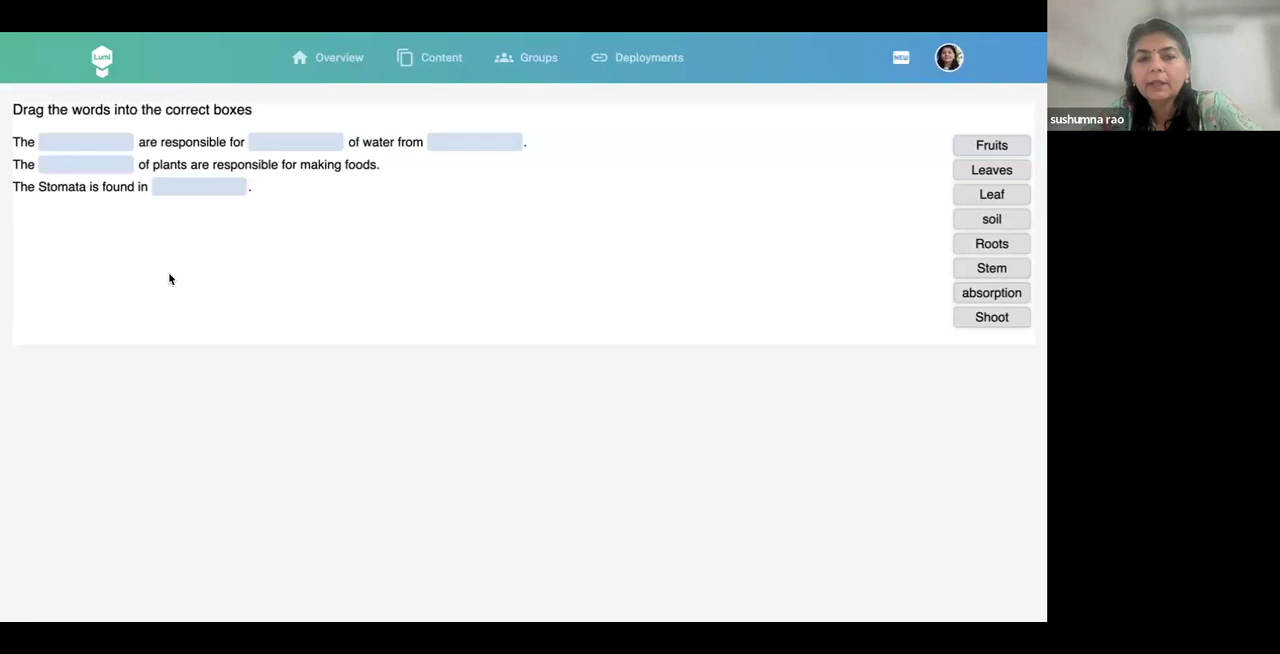 Lumi
Overview
Content
Groups
Deployments
NEW
sushumna rao
Drag the words into the correct boxes
The are responsible for of water from .
The of plants are responsible for making foods.
The Stomata is found in .
Fruits
Leaves
Leaf
soil
Roots
Stem
absorption
Shoot